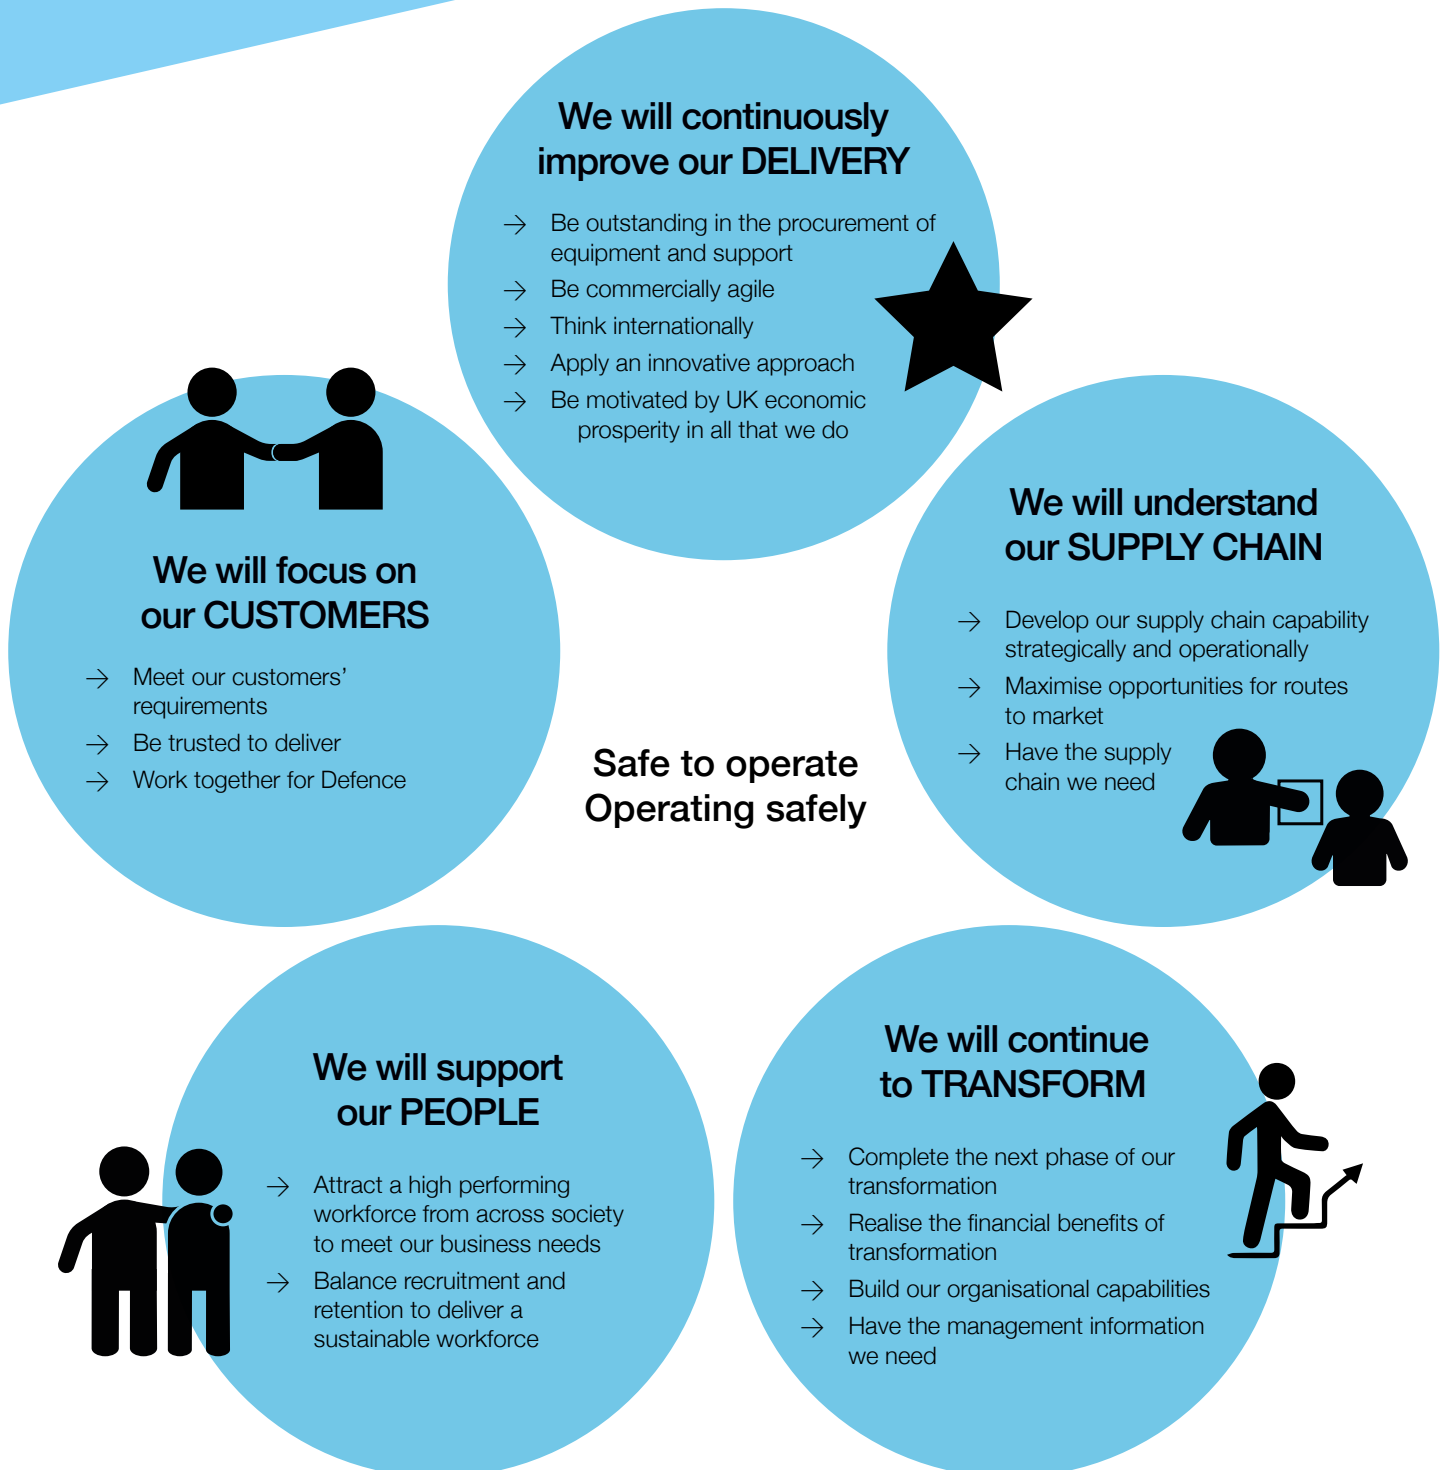 We will continuously
improve our DELIVERY
→ Be outstanding in the procurement of
equipment and support
→ Be commercially agile
→ Think internationally
→ Apply an innovative approach
→ Be motivated by UK economic
prosperity in all that we do
We will focus on
our CUSTOMERS
→ Meet our customers’
requirements
→ Be trusted to deliver
→ Work together for Defence
We will understand
our SUPPLY CHAIN
→ Develop our supply chain capability
strategically and operationally
→ Maximise opportunities for routes
to market
→ Have the supply
chain we need
Safe to operate
Operating safely
We will support
our PEOPLE
→ Attract a high performing
workforce from across society
to meet our business needs
→ Balance recruitment and
retention to deliver a
sustainable workforce
We will continue
to TRANSFORM
→ Complete the next phase of our
transformation
→ Realise the financial benefits of
transformation
→ Build our organisational capabilities
→ Have the management information
we need